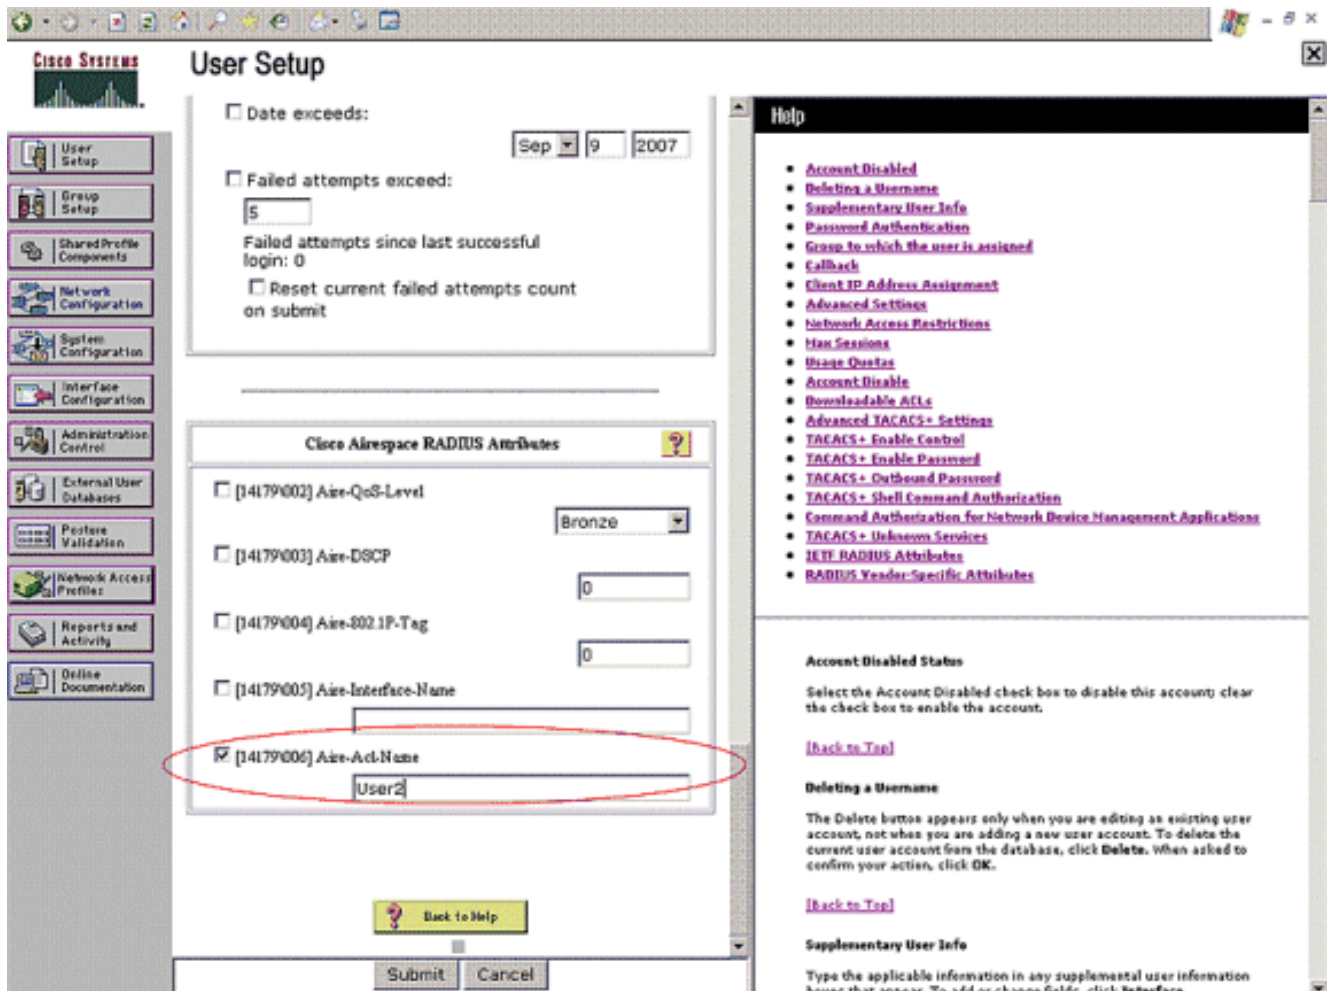 CISCO SYSTEMS
User Setup
User
Setup
Group
Setup
Shared Profile
Components
Network
Configuration
System
Configuration
Interface
Configuration
Administration
Control
External User
Databases
Posture
Validation
Network Access
Profiles
Reports and
Activity
Online
Documentation
Date exceeds:
Sep 9 2007
Failed attempts exceed:
5
Failed attempts since last successful
login: 0
Reset current failed attempts count
on submit
Cisco Airespace RADIUS Attributes
[14179\002] Aire-QoS-Level
Bronze
[14179\003] Aire-DSCP
0
[14179\004] Aire-802.1P-Tag
0
[14179\005] Aire-Interface-Name
[14179\006] Aire-Acl-Name
User2
Back to Help
Submit Cancel
Help
Account Disabled
Deleting a Username
Supplementary User Info
Password Authentication
Group to which the user is assigned
Callback
Client IP Address Assignment
Advanced Settings
Network Access Restrictions
Max Sessions
Usage Quotas
Account Disable
Downloadable ACLs
Advanced TACACS+ Settings
TACACS+ Enable Control
TACACS+ Enable Password
TACACS+ Outbound Password
TACACS+ Shell Command Authorization
Command Authorization for Network Device Management Applications
TACACS+ Unknown Services
IETF RADIUS Attributes
RADIUS Vendor-Specific Attributes
Account Disabled Status
Select the Account Disabled check box to disable this account; clear
the check box to enable the account.
[Back to Top]
Deleting a Username
The Delete button appears only when you are editing an existing user
account, not when you are adding a new user account. To delete the
current user account from the database, click Delete. When asked to
confirm your action, click OK.
[Back to Top]
Supplementary User Info
Type the applicable information in any supplemental user information
boxes that appear. To add or change fields, click Interface